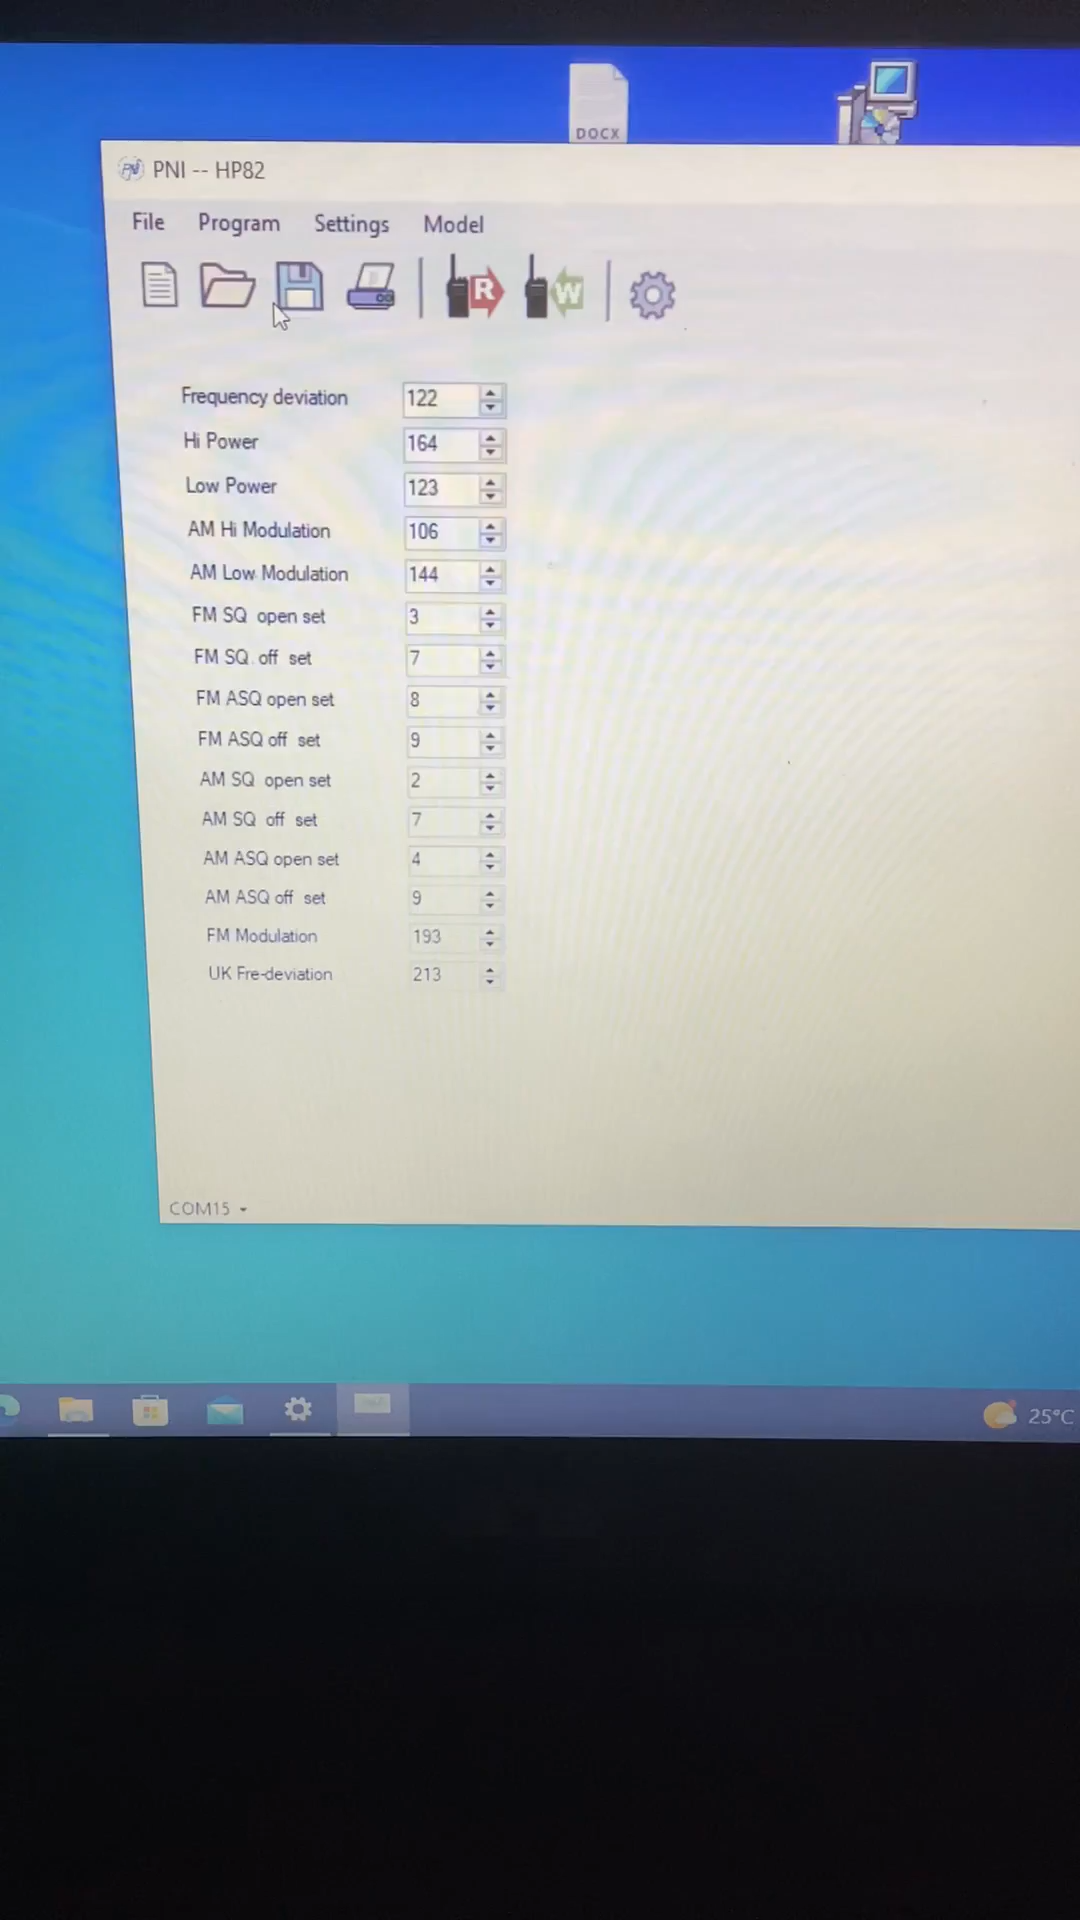 DOCX
PNI -- HP82
File Program Settings Model
R W
Frequency deviation 122
Hi Power 164
Low Power 123
AM Hi Modulation 106
AM Low Modulation 144
FM SQ open set 3
FM SQ off set 7
FM ASQ open set 8
FM ASQ off set 9
AM SQ open set 2
AM SQ off set 7
AM ASQ open set 4
AM ASQ off set 9
FM Modulation 193
UK Fre-deviation 213
COM15
25°C